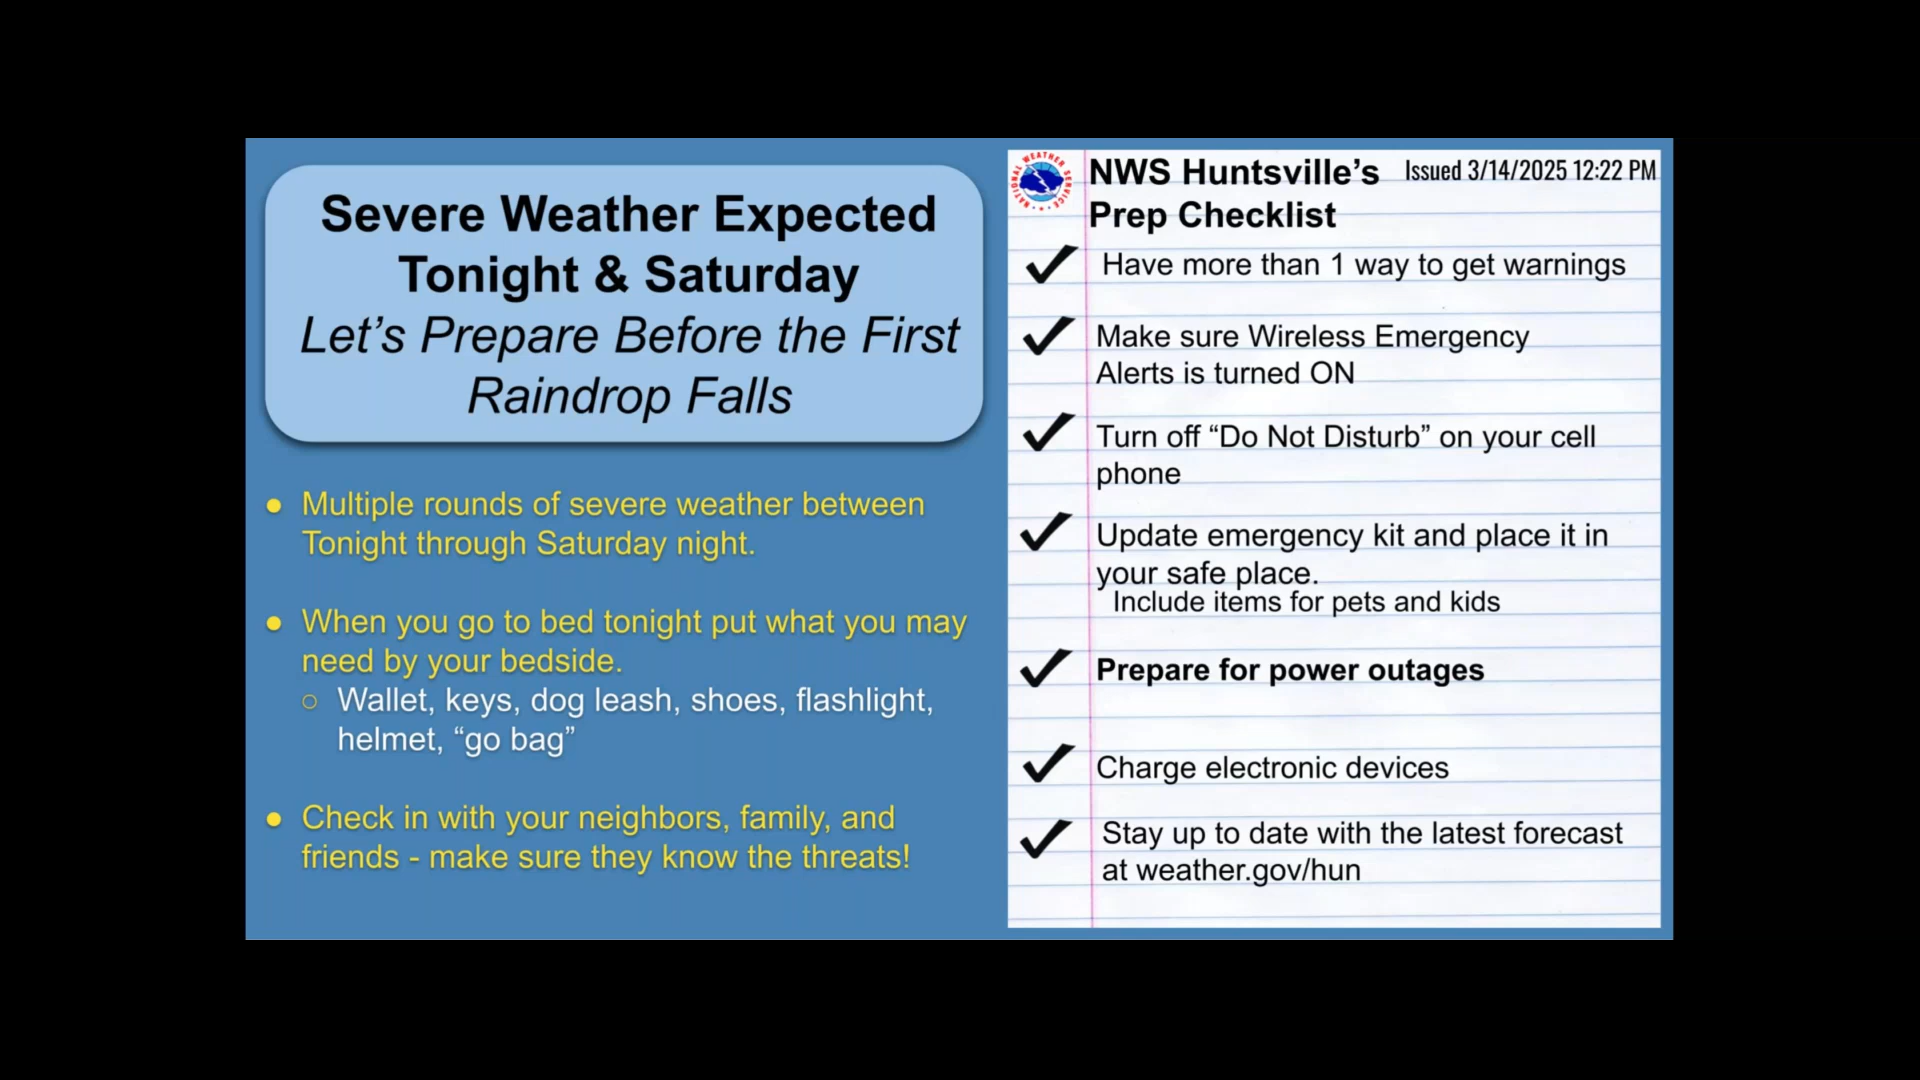 Severe Weather Expected
Tonight & Saturday
Let’s Prepare Before the First
Raindrop Falls
● Multiple rounds of severe weather between
Tonight through Saturday night.
● When you go to bed tonight put what you may
need by your bedside.
○ Wallet, keys, dog leash, shoes, flashlight,
helmet, “go bag”
● Check in with your neighbors, family, and
friends - make sure they know the threats!
NATIONAL WEATHER SERVICE
NWS Huntsville’s
Issued 3/14/2025 12:22 PM
Prep Checklist
✓ Have more than 1 way to get warnings
✓ Make sure Wireless Emergency
Alerts is turned ON
✓ Turn off “Do Not Disturb” on your cell
phone
✓ Update emergency kit and place it in
your safe place.
Include items for pets and kids
✓ Prepare for power outages
✓ Charge electronic devices
✓ Stay up to date with the latest forecast
at weather.gov/hun